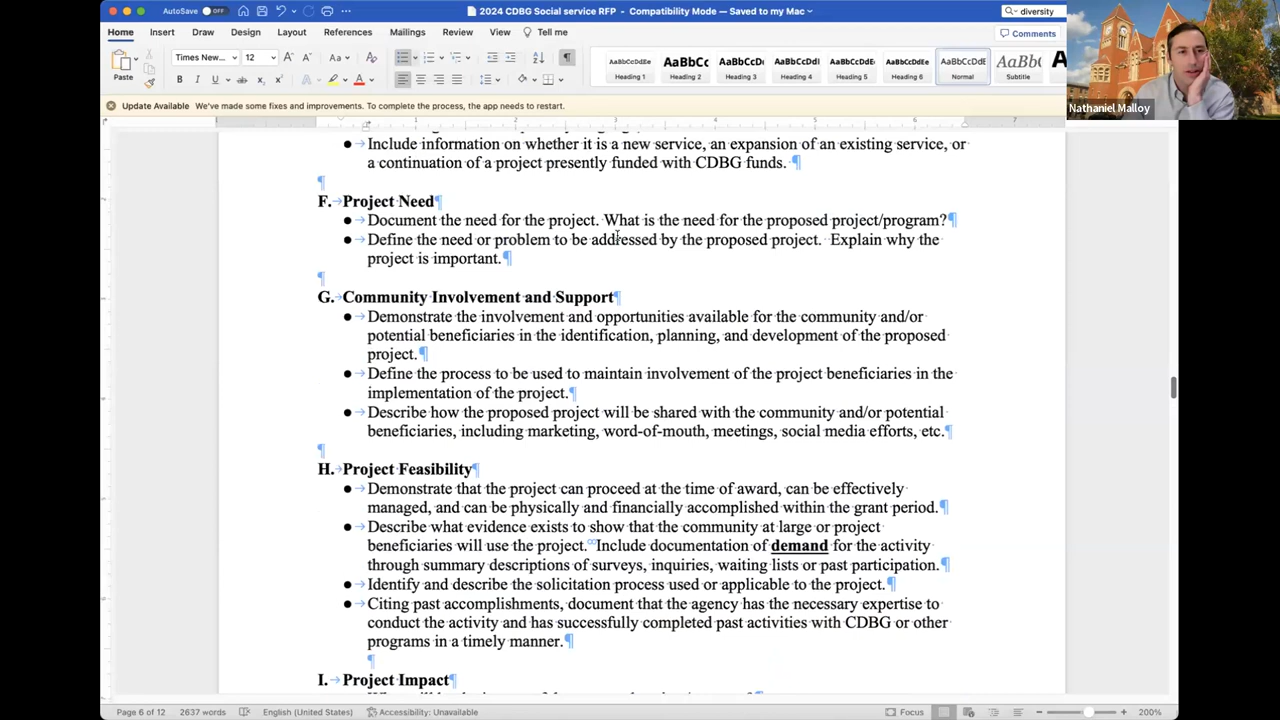 AutoSave OFF
2024 CDBG Social service RFP - Compatibility Mode — Saved to my Mac
diversity
Home Insert Draw Design Layout References Mailings Review View Tell me
Comments
Paste
Times New... 12
Aa
B I U ab x x A
AaBbCcDdEe AaBbCc AaBbCcDc AaBbCcDdI AaBbCcDdEe AaBbCcDdEe AaBbCcDdE AaBbCc
Heading 1 Heading 2 Heading 3 Heading 4 Heading 5 Heading 6 Normal Subtitle
Nathaniel Malloy
Update Available We've made some fixes and improvements. To complete the process, the app needs to restart.
1 2 3 4 5 7
• Include information on whether it is a new service, an expansion of an existing service, or
a continuation of a project presently funded with CDBG funds. ¶
¶
F. Project Need¶
• Document the need for the project. What is the need for the proposed project/program?¶
• Define the need or problem to be addressed by the proposed project. Explain why the
project is important. ¶
¶
G. Community Involvement and Support¶
• Demonstrate the involvement and opportunities available for the community and/or
potential beneficiaries in the identification, planning, and development of the proposed
project. ¶
• Define the process to be used to maintain involvement of the project beneficiaries in the
implementation of the project.¶
• Describe how the proposed project will be shared with the community and/or potential
beneficiaries, including marketing, word-of-mouth, meetings, social media efforts, etc.¶
¶
H. Project Feasibility¶
• Demonstrate that the project can proceed at the time of award, can be effectively
managed, and can be physically and financially accomplished within the grant period.¶
• Describe what evidence exists to show that the community at large or project
beneficiaries will use the project. Include documentation of demand for the activity
through summary descriptions of surveys, inquiries, waiting lists or past participation.¶
• Identify and describe the solicitation process used or applicable to the project.¶
• Citing past accomplishments, document that the agency has the necessary expertise to
conduct the activity and has successfully completed past activities with CDBG or other
programs in a timely manner.¶
¶
I. Project Impact¶
Page 6 of 12 2637 words English (United States) Accessibility: Unavailable Focus 200%